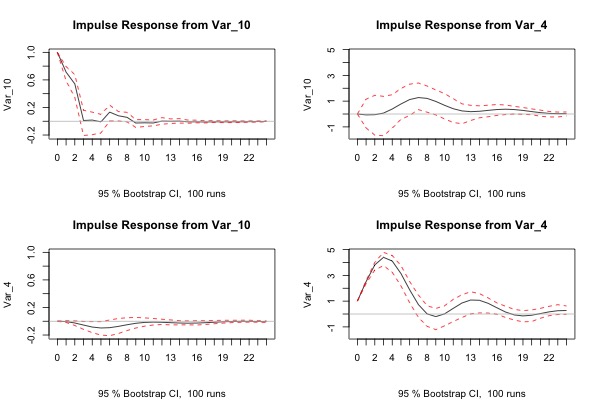 Impulse Response from Var_10
Var_10
1.0
0.6
0.2
-0.2
0 2 4 6 8 10 13 16 19 22
95 % Bootstrap CI, 100 runs
Impulse Response from Var_4
Var_10
5
3
1
-1
0 2 4 6 8 10 13 16 19 22
95 % Bootstrap CI, 100 runs
Impulse Response from Var_10
Var_4
1.0
0.6
0.2
-0.2
0 2 4 6 8 10 13 16 19 22
95 % Bootstrap CI, 100 runs
Impulse Response from Var_4
Var_4
5
3
1
-1
0 2 4 6 8 10 13 16 19 22
95 % Bootstrap CI, 100 runs